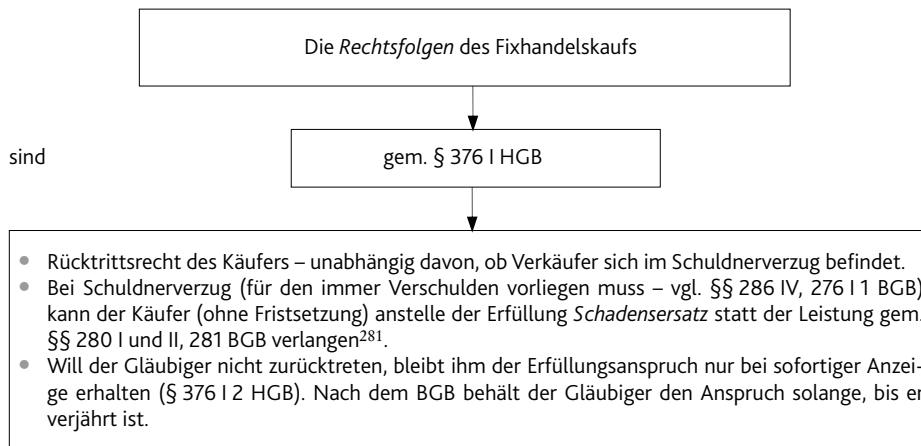 Die Rechtsfolgen des Fixhandelskaufs
sind
gem. § 376 I HGB
• Rücktrittsrecht des Käufers – unabhängig davon, ob Verkäufer sich im Schuldnerverzug befindet.
• Bei Schuldnerverzug (für den immer Verschulden vorliegen muss – vgl. §§ 286 IV, 276 I 1 BGB)
kann der Käufer (ohne Fristsetzung) anstelle der Erfüllung Schadensersatz statt der Leistung gem.
§§ 280 I und II, 281 BGB verlangen281.
• Will der Gläubiger nicht zurücktreten, bleibt ihm der Erfüllungsanspruch nur bei sofortiger Anzei-
ge erhalten (§ 376 I 2 HGB). Nach dem BGB behält der Gläubiger den Anspruch solange, bis er
verjährt ist.